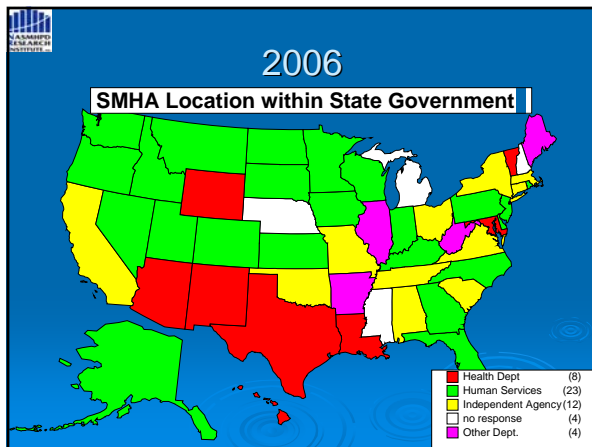 NASMHPD
RESEARCH
INSTITUTE
2006
SMHA Location within State Government
Health Dept (8)
Human Services (23)
Independent Agency (12)
no response (4)
Other Dept. (4)